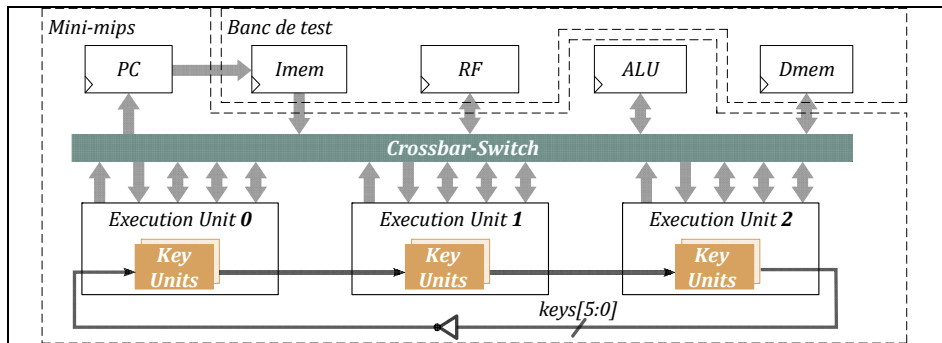 Mini-mips
Banc de test
PC
Imem
RF
ALU
Dmem
Crossbar-Switch
Execution Unit 0
Execution Unit 1
Execution Unit 2
Key
Units
Key
Units
Key
Units
keys[5:0]